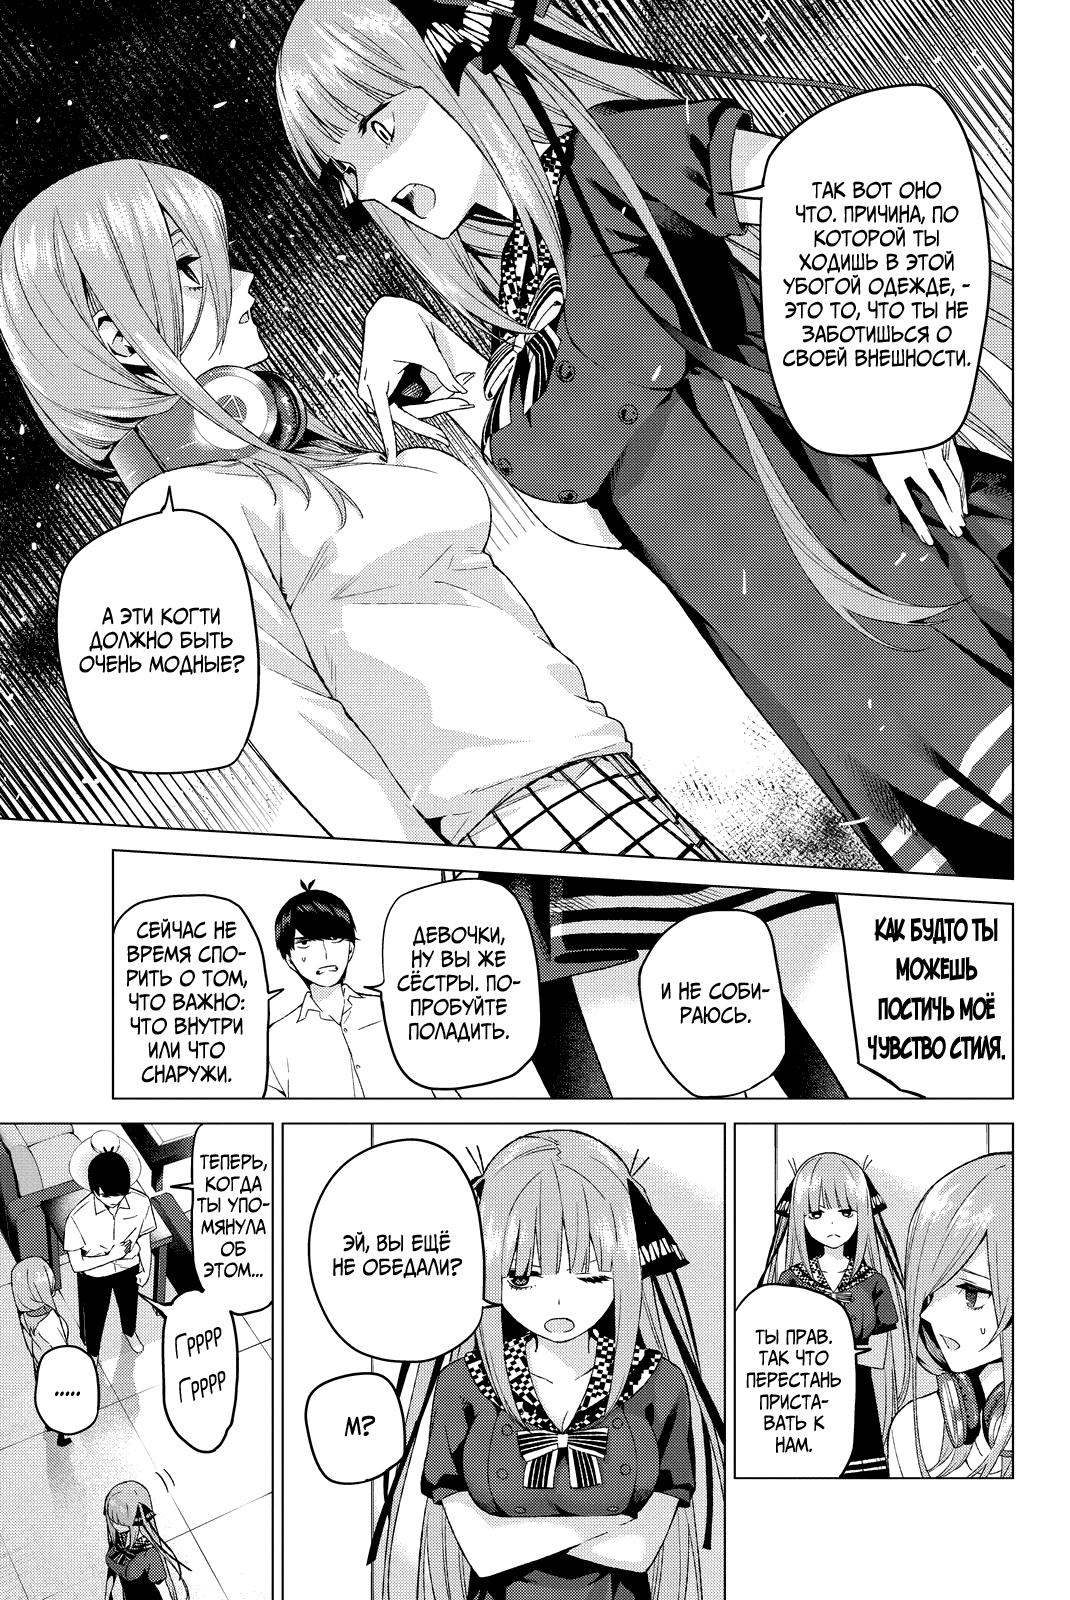 ТАК ВОТ ОНО
ЧТО. ПРИЧИНА, ПО
КОТОРОЙ ТЫ
ХОДИШЬ В ЭТОЙ
УБОГОЙ ОДЕЖДЕ, -
ЭТО ТО, ЧТО ТЫ НЕ
ЗАБОТИШЬСЯ О
СВОЕЙ ВНЕШНОСТИ.
А ЭТИ КОГТИ
ДОЛЖНО БЫТЬ
ОЧЕНЬ МОДНЫЕ?
КАК БУДТО ТЫ
МОЖЕШЬ
ПОСТИЧЬ МОЁ
ЧУВСТВО СТИЛЯ.
И НЕ СОБИ-
РАЮСЬ.
ДЕВОЧКИ,
НУ ВЫ ЖЕ
СЁСТРЫ. ПО-
ПРОБУЙТЕ
ПОЛАДИТЬ.
СЕЙЧАС НЕ
ВРЕМЯ СПО-
РИТЬ О ТОМ,
ЧТО ВАЖНО:
ЧТО ВНУТРИ
ИЛИ ЧТО
СНАРУЖИ.
ТЫ ПРАВ.
ТАК ЧТО
ПЕРЕСТАНЬ
ПРИСТА-
ВАТЬ К
НАМ.
ЭЙ, ВЫ ЕЩЁ
НЕ ОБЕДАЛИ?
М?
ТЕПЕРЬ,
КОГДА
ТЫ УПО-
МЯНУЛА
ОБ
ЭТОМ...
ГРРРР
ГРРРР
.....